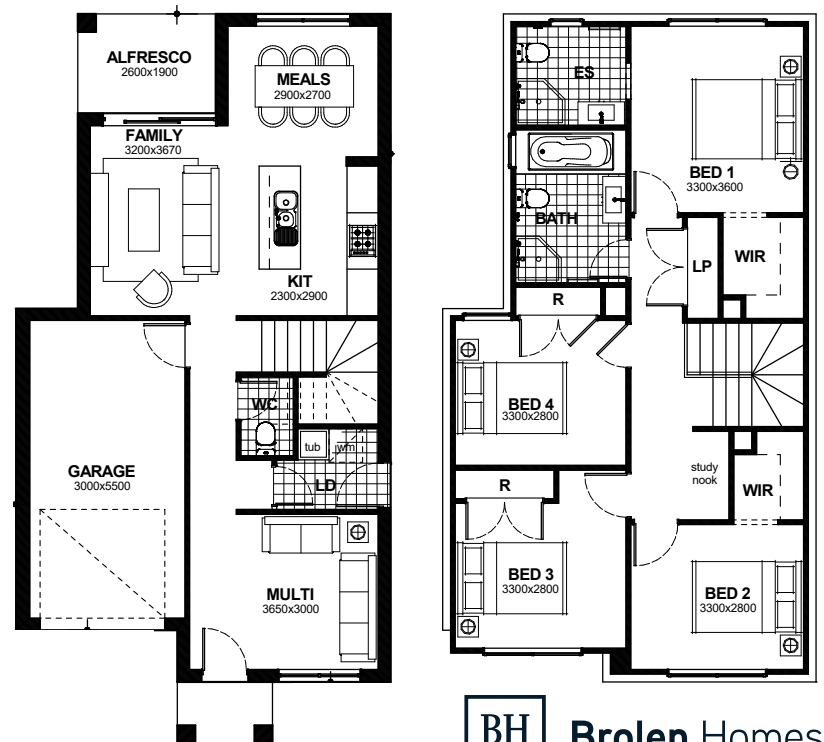 ALFRESCO
2600x1900
MEALS
2900x2700
FAMILY
3200x3670
KIT
2300x2900
WC
tub
wm
LD
GARAGE
3000x5500
MULTI
3650x3000
ES
BED 1
3300x3600
BATH
LP
WIR
R
BED 4
3300x2800
study
nook
WIR
R
BED 3
3300x2800
BED 2
3300x2800
BH
Brolen Homes